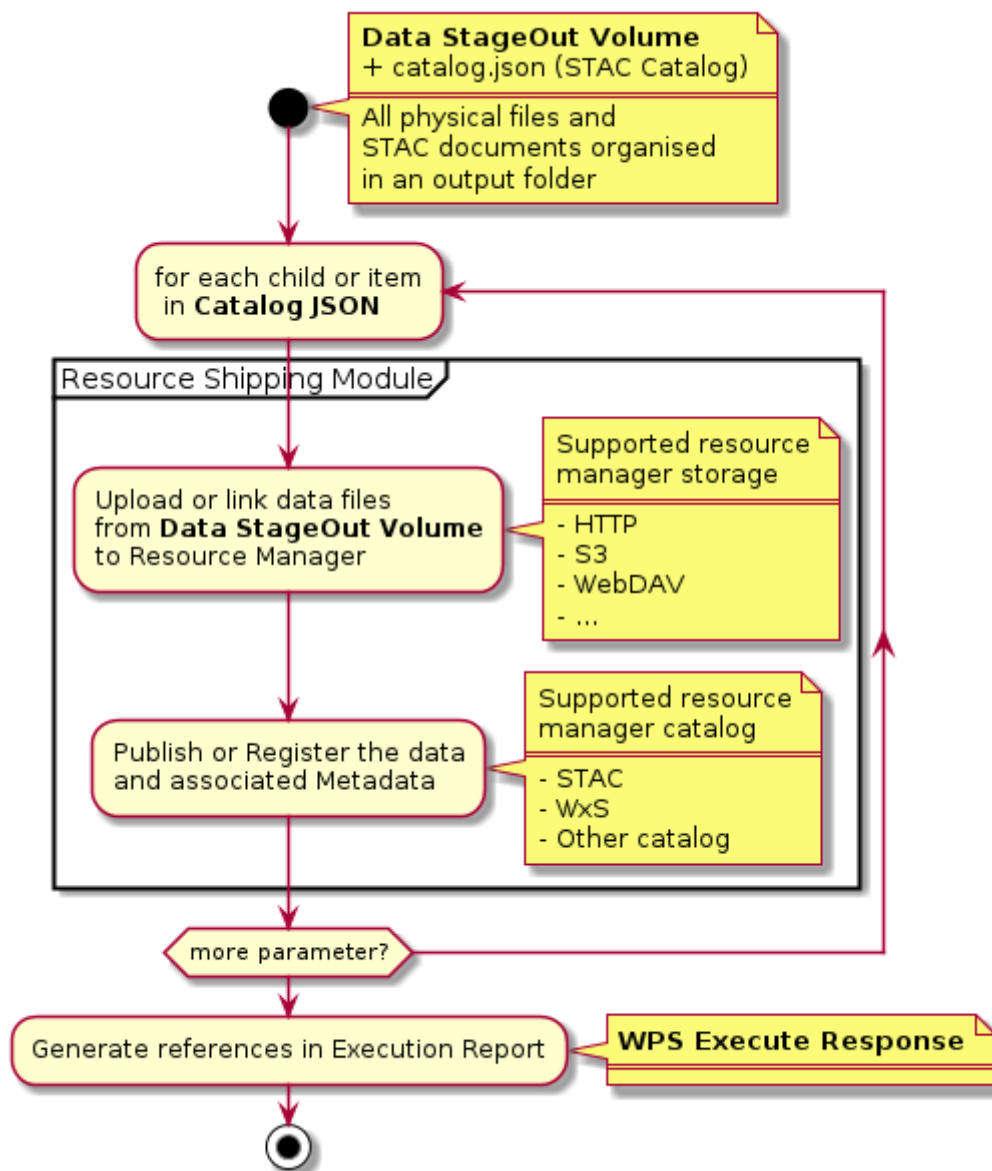 Data StageOut Volume
+ catalog.json (STAC Catalog)
All physical files and
STAC documents organised
in an output folder
for each child or item
in Catalog JSON
Resource Shipping Module
Upload or link data files
from Data StageOut Volume
to Resource Manager
Supported resource
manager storage
- HTTP
- S3
- WebDAV
- ...
Publish or Register the data
and associated Metadata
Supported resource
manager catalog
- STAC
- WxS
- Other catalog
more parameter?
Generate references in Execution Report
WPS Execute Response